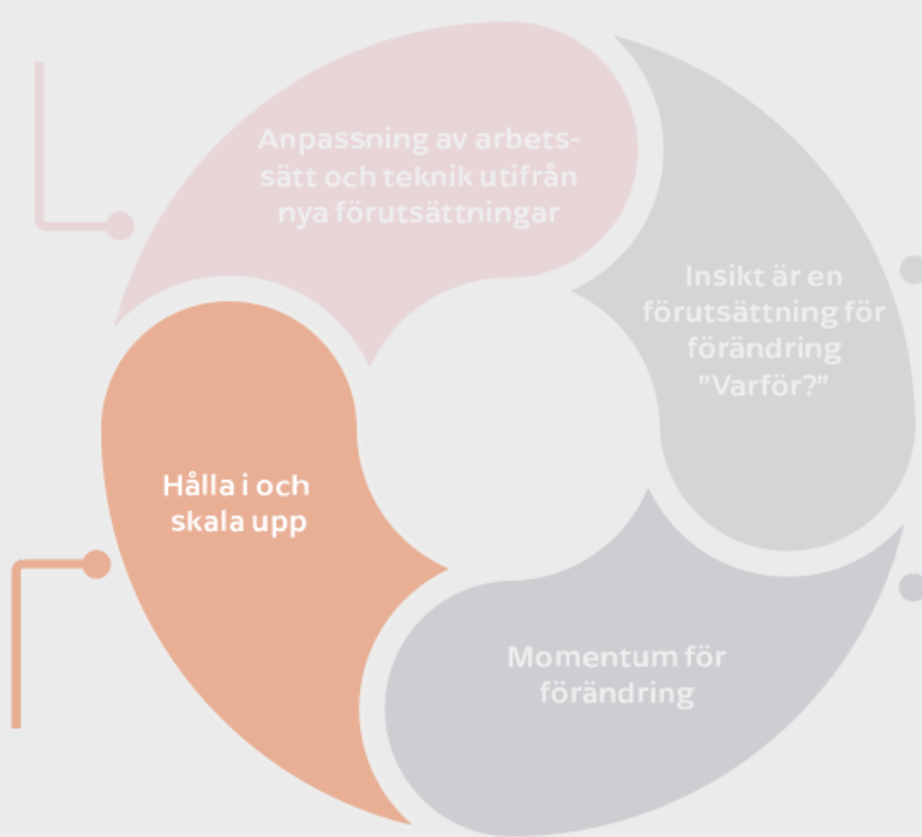 Anpassning av arbets-
sätt och teknik utifrån
nya förutsättningar
Insikt är en
förutsättning för
förändring
”Varför?”
Momentum för
förändring
Hålla i och
skala upp